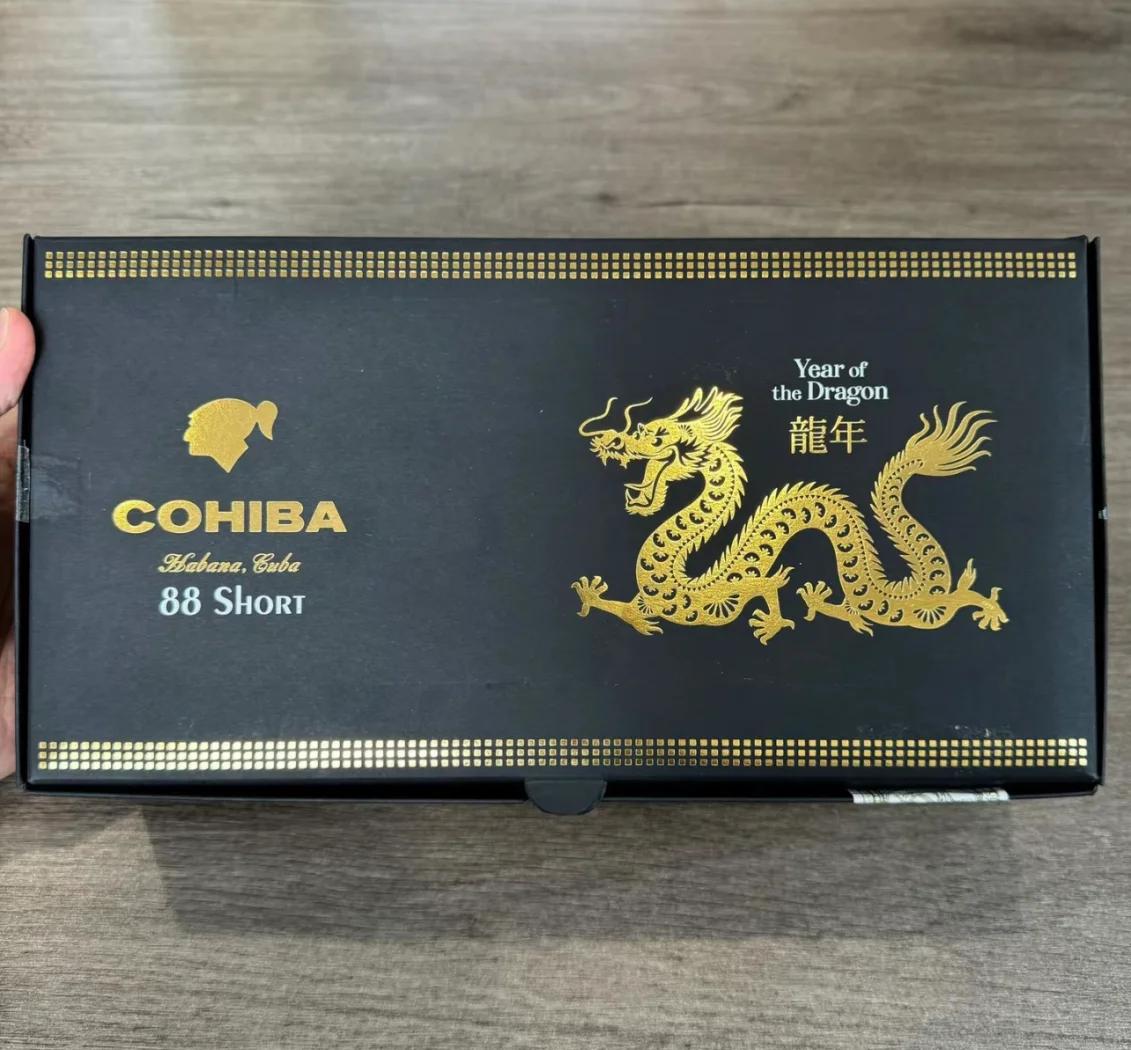 COHIBA
Habana, Cuba
88 SHORT
Year of
the Dragon
龍年